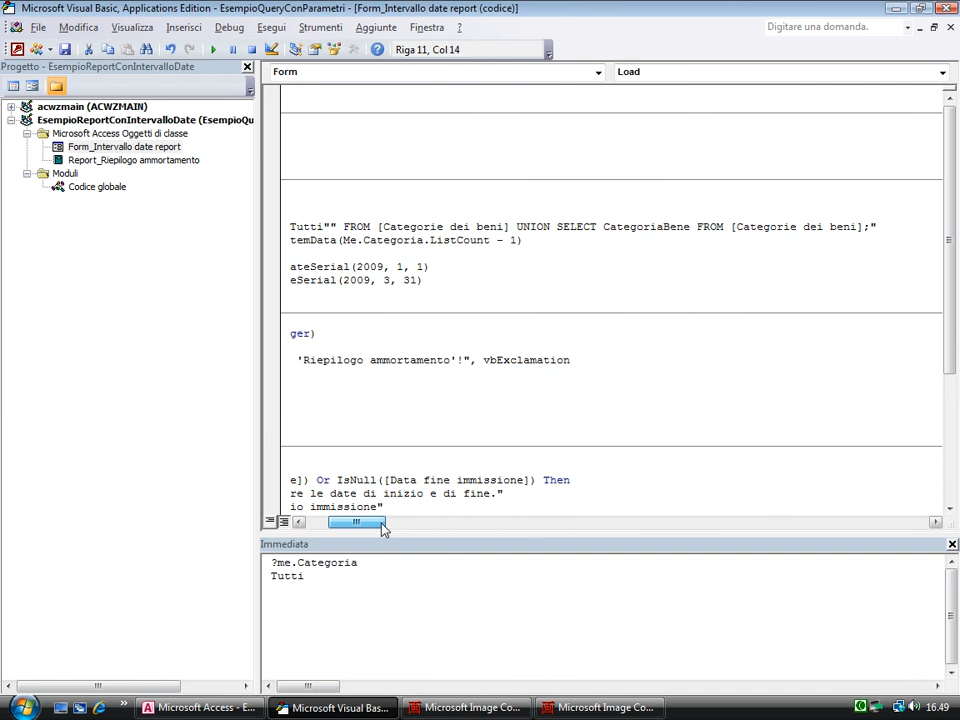 Microsoft Visual Basic, Applications Edition - EsempioQueryConParametri - [Form_Intervallo date report (codice)]
File Modifica Visualizza Inserisci Debug Esegui Strumenti Aggiunte Finestra ? Digitare una domanda.
Riga 11, Col 14
Progetto - EsempioReportConIntervalloDate
Form Load
acwzmain (ACWZMAIN)
EsempioReportConIntervalloDate (EsempioQu
Microsoft Access Oggetti di classe
Form_Intervallo date report
Report_Riepilogo ammortamento
Moduli
Codice globale
Tutti"" FROM [Categorie dei beni] UNION SELECT CategoriaBene FROM [Categorie dei beni];"
temData(Me.Categoria.ListCount - 1)
ateSerial(2009, 1, 1)
eSerial(2009, 3, 31)
ger)
'Riepilogo ammortamento'!", vbExclamation
e]) Or IsNull([Data fine immissione]) Then
re le date di inizio e di fine."
io immissione"
Immediata
?me.Categoria
Tutti
Microsoft Access - E...
Microsoft Visual Bas...
Microsoft Image Co...
Microsoft Image Co...
16.49